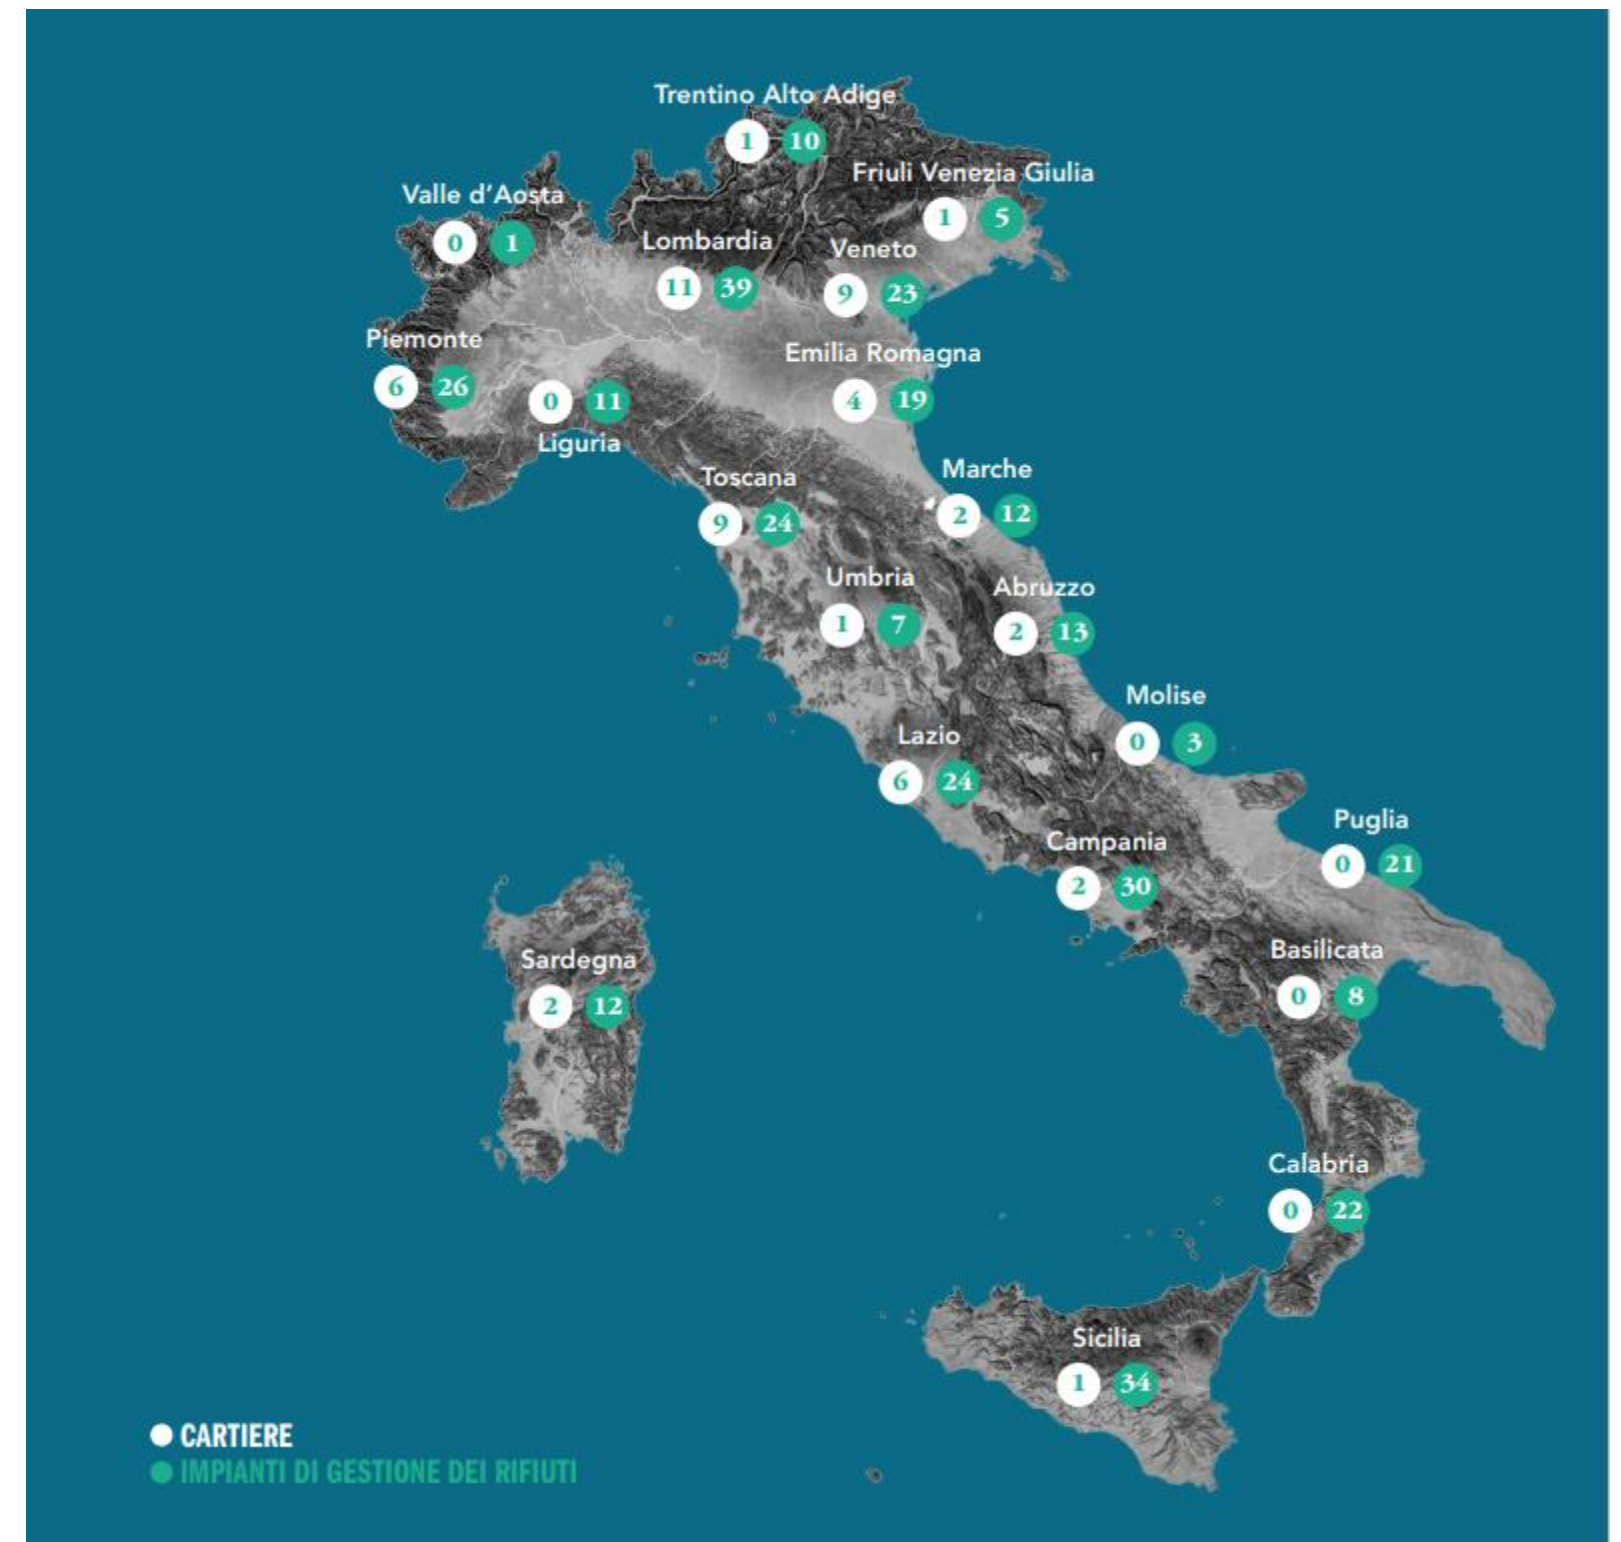 Trentino Alto Adige
1 10
Friuli Venezia Giulia
1 5
Valle d'Aosta
0 1
Lombardia
11 39
Veneto
9 23
Piemonte
6 26
Emilia Romagna
4 19
0 11
Liguria
Marche
2 12
Toscana
9 24
Umbria
1 7
Abruzzo
2 13
Molise
0 3
Lazio
6 24
Puglia
0 21
Campania
2 30
Basilicata
0 8
Sardegna
2 12
Calabria
0 22
Sicilia
1 34
CARTIERE
IMPIANTI DI GESTIONE DEI RIFIUTI